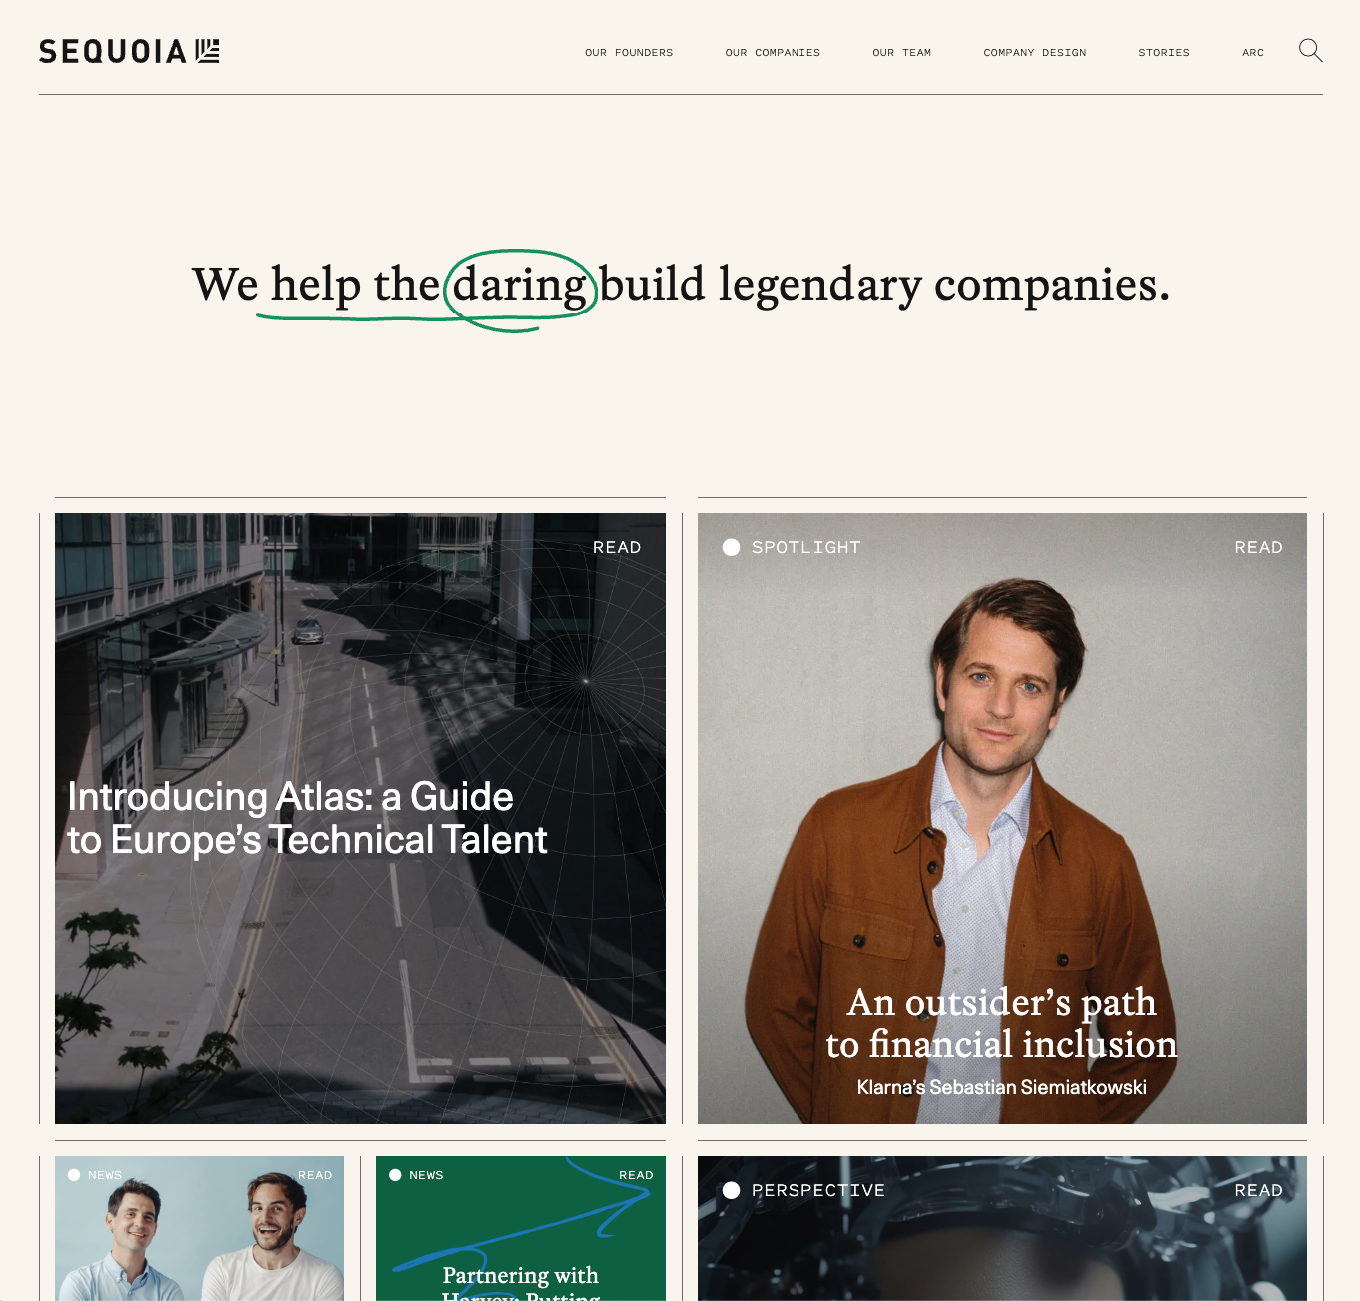 SEQUOIA
OUR FOUNDERS
OUR COMPANIES
OUR TEAM
COMPANY DESIGN
STORIES
ARC
We help the daring build legendary companies.
READ
Introducing Atlas: a Guide
to Europe’s Technical Talent
SPOTLIGHT
READ
An outsider’s path
to financial inclusion
Klarna’s Sebastian Siemiatkowski
NEWS
READ
NEWS
READ
Partnering with
Harvey: Putting
PERSPECTIVE
READ